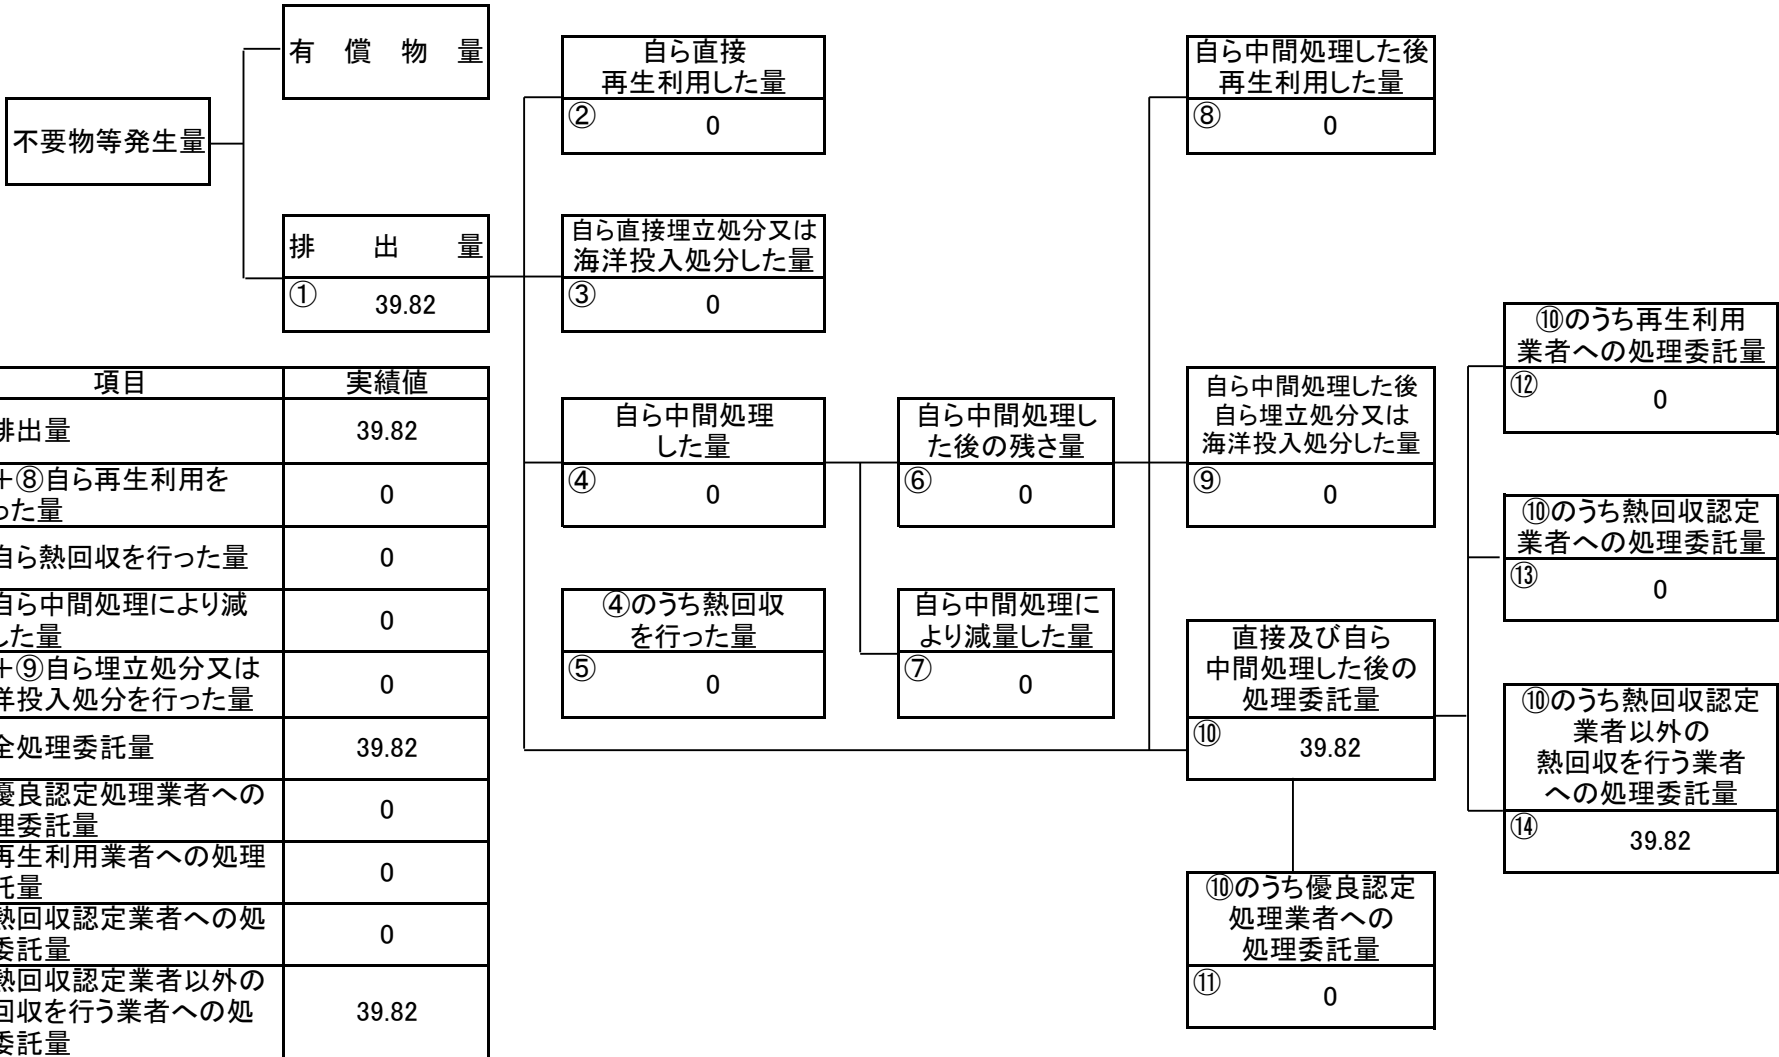 有償物量
不要物等発生量
排出量
① 39.82
自ら直接
再生利用した量
② 0
自ら直接埋立処分又は
海洋投入処分した量
③ 0
自ら中間処理
した量
④ 0
④のうち熱回収
を行った量
⑤ 0
自ら中間処理し
た後の残さ量
⑥ 0
自ら中間処理に
より減量した量
⑦ 0
自ら中間処理した後
再生利用した量
⑧ 0
自ら中間処理した後
自ら埋立処分又は
海洋投入処分した量
⑨ 0
直接及び自ら
中間処理した後の
処理委託量
⑩ 39.82
⑩のうち優良認定
処理業者への
処理委託量
⑪ 0
⑩のうち再生利用
業者への処理委託量
⑫ 0
⑩のうち熱回収認定
業者への処理委託量
⑬ 0
⑩のうち熱回収認定
業者以外の
熱回収を行う業者
への処理委託量
⑭ 39.82
項目 実績値
排出量 39.82
+⑧自ら再生利用を
った量 0
自ら熱回収を行った量 0
自ら中間処理により減
した量 0
+⑨自ら埋立処分又は
洋投入処分を行った量 0
全処理委託量 39.82
優良認定処理業者への
理委託量 0
再生利用業者への処理
託量 0
熱回収認定業者への処
委託量 0
熱回収認定業者以外の
回収を行う業者への処
委託量 39.82